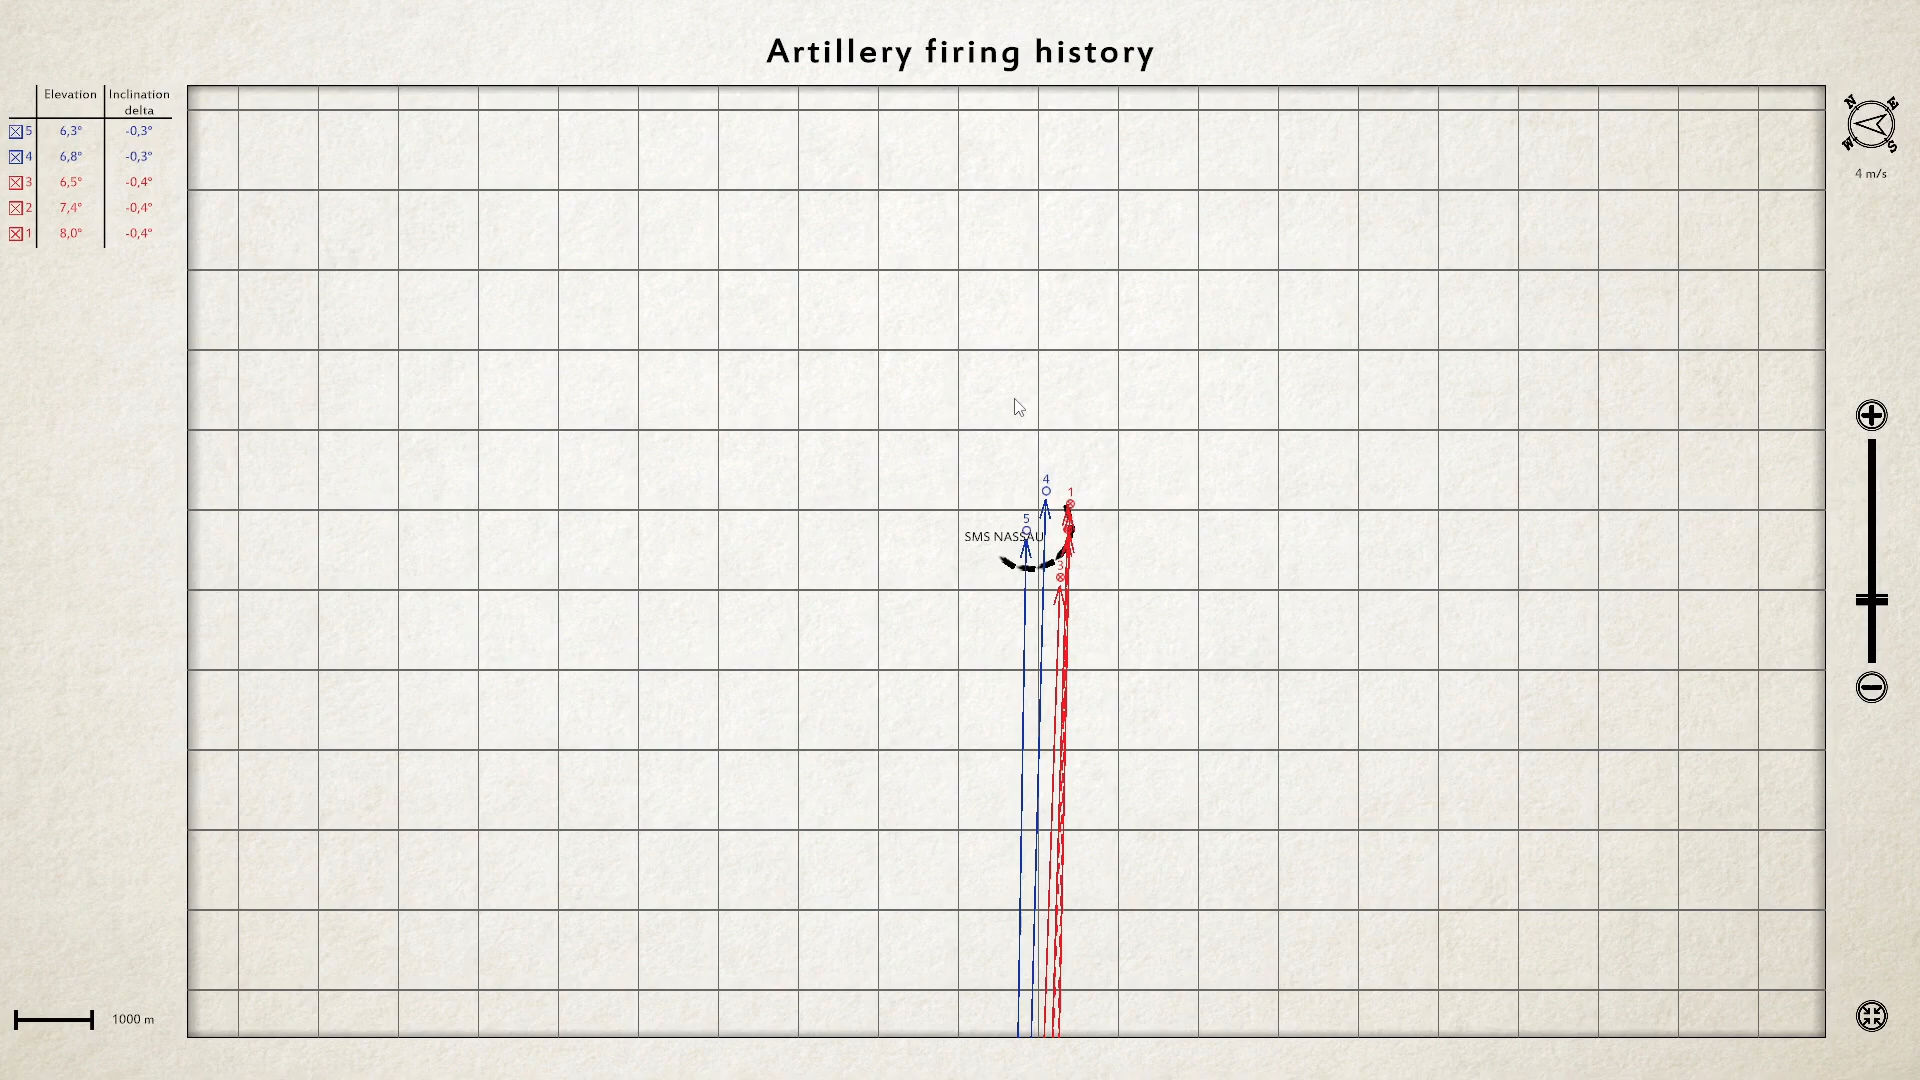 Artillery firing history
Elevation Inclination delta
5 6,3° -0,3°
4 6,8° -0,3°
3 6,5° -0,4°
2 7,4° -0,4°
1 8,0° -0,4°
N E
W S
4 m/s
4
1
5
SMS NASSAU
3
1000 m